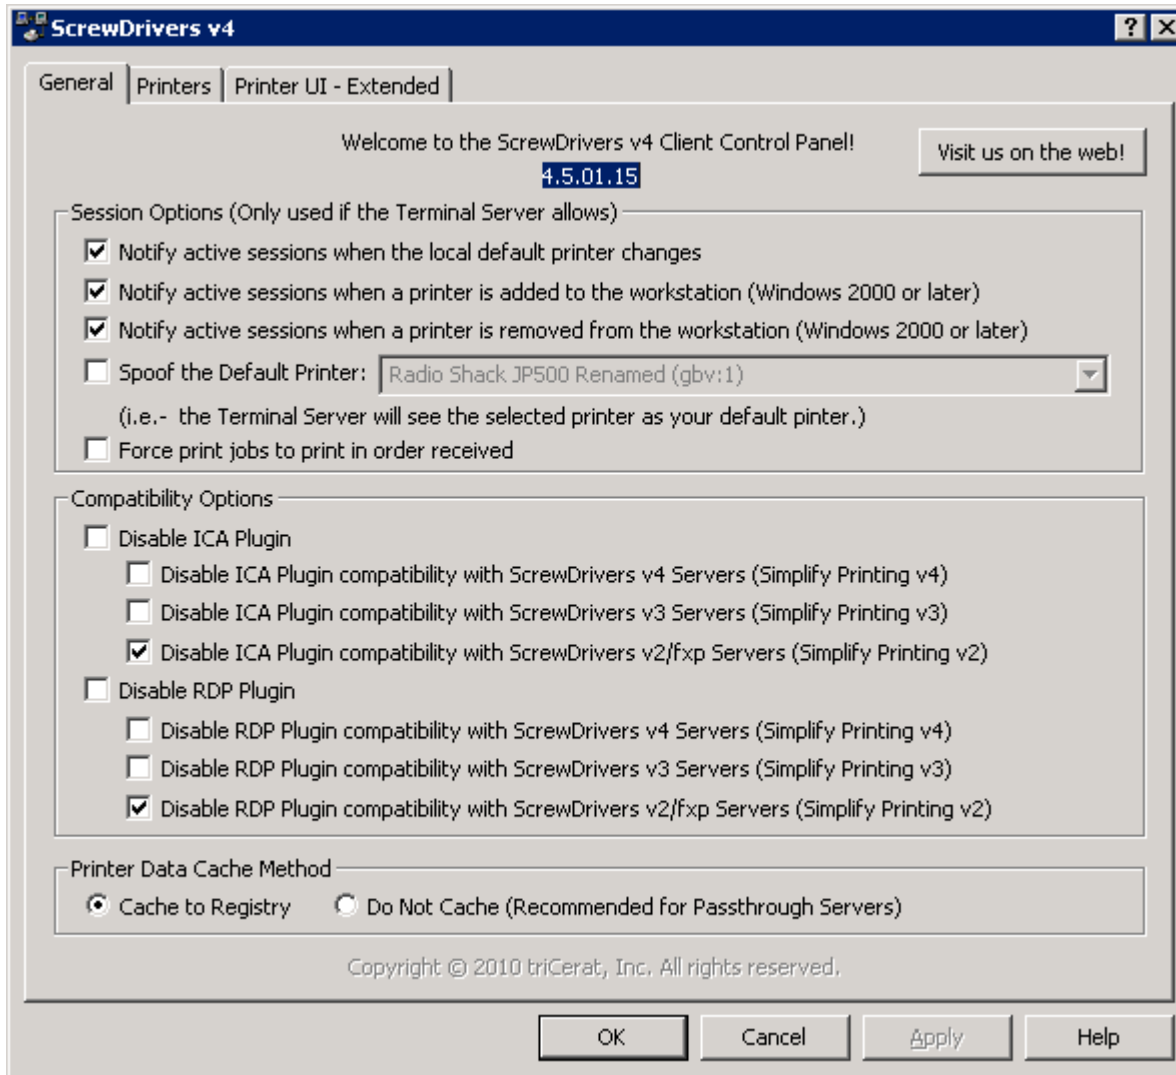 ScrewDrivers v4
General Printers Printer UI - Extended
Welcome to the ScrewDrivers v4 Client Control Panel!
Visit us on the web!
4.5.01.15
Session Options (Only used if the Terminal Server allows)
Notify active sessions when the local default printer changes
Notify active sessions when a printer is added to the workstation (Windows 2000 or later)
Notify active sessions when a printer is removed from the workstation (Windows 2000 or later)
Spoof the Default Printer: Radio Shack JP500 Renamed (gbv:1)
(i.e.- the Terminal Server will see the selected printer as your default pinter.)
Force print jobs to print in order received
Compatibility Options
Disable ICA Plugin
Disable ICA Plugin compatibility with ScrewDrivers v4 Servers (Simplify Printing v4)
Disable ICA Plugin compatibility with ScrewDrivers v3 Servers (Simplify Printing v3)
Disable ICA Plugin compatibility with ScrewDrivers v2/fxp Servers (Simplify Printing v2)
Disable RDP Plugin
Disable RDP Plugin compatibility with ScrewDrivers v4 Servers (Simplify Printing v4)
Disable RDP Plugin compatibility with ScrewDrivers v3 Servers (Simplify Printing v3)
Disable RDP Plugin compatibility with ScrewDrivers v2/fxp Servers (Simplify Printing v2)
Printer Data Cache Method
Cache to Registry Do Not Cache (Recommended for Passthrough Servers)
Copyright © 2010 triCerat, Inc. All rights reserved.
OK Cancel Apply Help